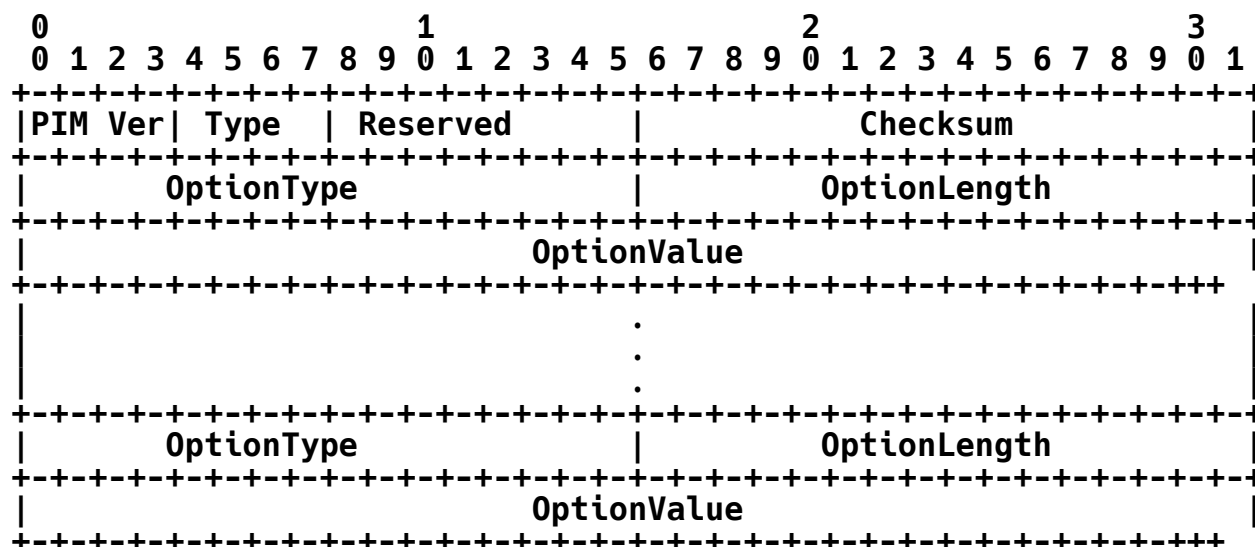 0                   1                   2                   3
 0 1 2 3 4 5 6 7 8 9 0 1 2 3 4 5 6 7 8 9 0 1 2 3 4 5 6 7 8 9 0 1
+-+-+-+-+-+-+-+-+-+-+-+-+-+-+-+-+-+-+-+-+-+-+-+-+-+-+-+-+-+-+-+-+
|PIM Ver| Type  | Reserved      |           Checksum            |
+-+-+-+-+-+-+-+-+-+-+-+-+-+-+-+-+-+-+-+-+-+-+-+-+-+-+-+-+-+-+-+-+
|       OptionType              |         OptionLength          |
+-+-+-+-+-+-+-+-+-+-+-+-+-+-+-+-+-+-+-+-+-+-+-+-+-+-+-+-+-+-+-+-+
|                          OptionValue                          |
+-+-+-+-+-+-+-+-+-+-+-+-+-+-+-+-+-+-+-+-+-+-+-+-+-+-+-+-+-+-+-+++
|                               .                               |
|                               .                               |
|                               .                               |
+-+-+-+-+-+-+-+-+-+-+-+-+-+-+-+-+-+-+-+-+-+-+-+-+-+-+-+-+-+-+-+-+
|       OptionType              |         OptionLength          |
+-+-+-+-+-+-+-+-+-+-+-+-+-+-+-+-+-+-+-+-+-+-+-+-+-+-+-+-+-+-+-+-+
|                          OptionValue                          |
+-+-+-+-+-+-+-+-+-+-+-+-+-+-+-+-+-+-+-+-+-+-+-+-+-+-+-+-+-+-+-+++